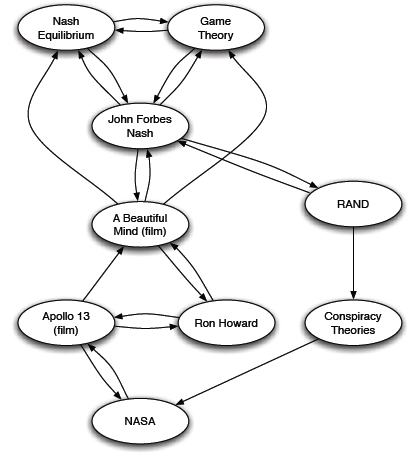 Nash
Equilibrium
Game
Theory
John Forbes
Nash
A Beautiful
Mind (film)
RAND
Apollo 13
(film)
Ron Howard
Conspiracy
Theories
NASA